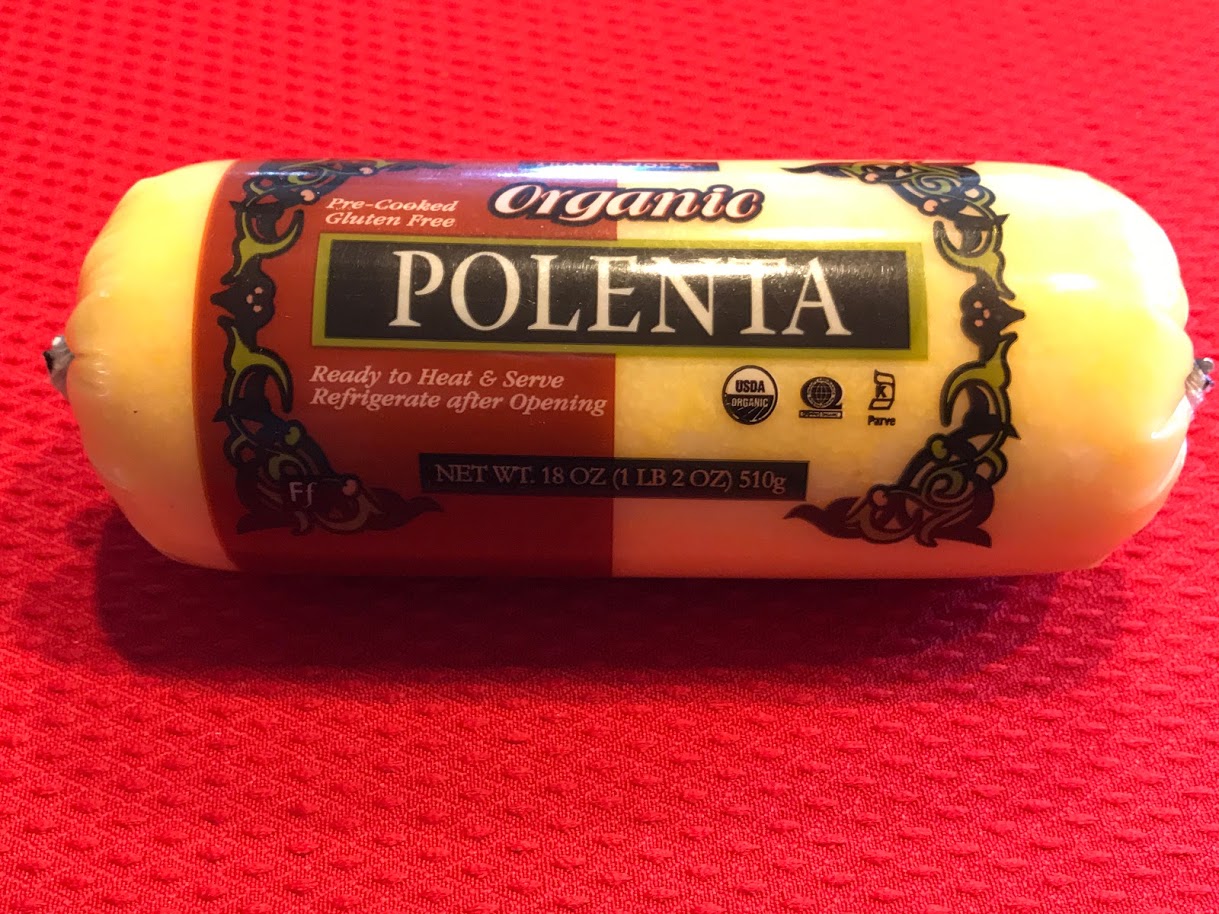 Organic
Pre-Cooked
Gluten Free
POLENTA
Ready to Heat & Serve
Refrigerate after Opening
USDA
ORGANIC
K
Parve
NET WT. 18 OZ (1 LB 2 OZ) 510g
Ff